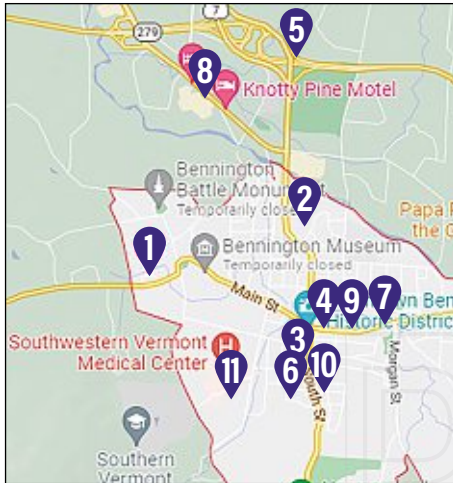 7
5
279
8
Knotty Pine Motel
Bennington
Battle Monument
Temporarily closed
2
Papa
the G
1
Bennington Museum
Temporarily closed
Main St
4
9
7
Historic District
3
Southwestern Vermont
Medical Center
11
6
10
South St
Morgan St
Southern
Vermont